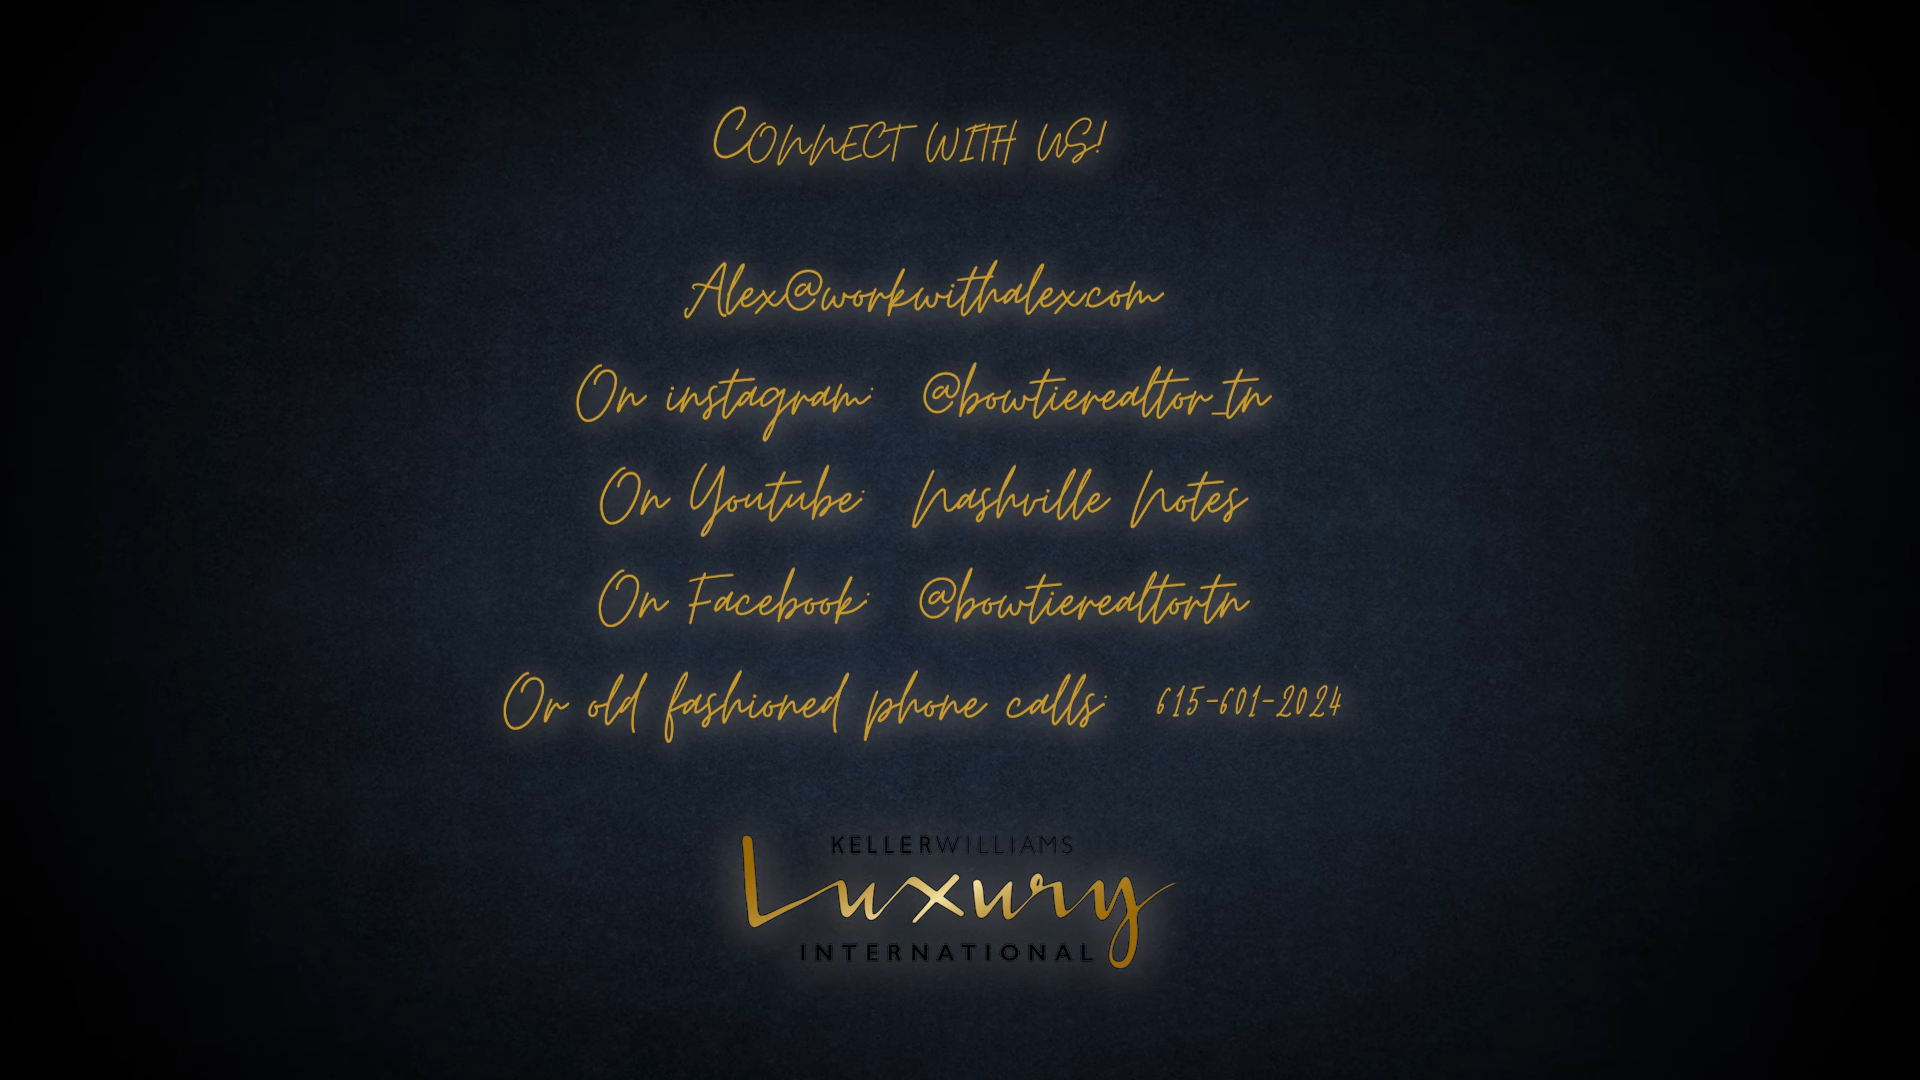 Connect with us!
Alex@workwithalex.com
On instagram: @bowtierealtor_tn
On Youtube: Nashville Notes
On Facebook: @bowtierealtortn
Or old fashioned phone calls: 615-601-2024
KELLERWILLIAMS
Luxury
INTERNATIONAL